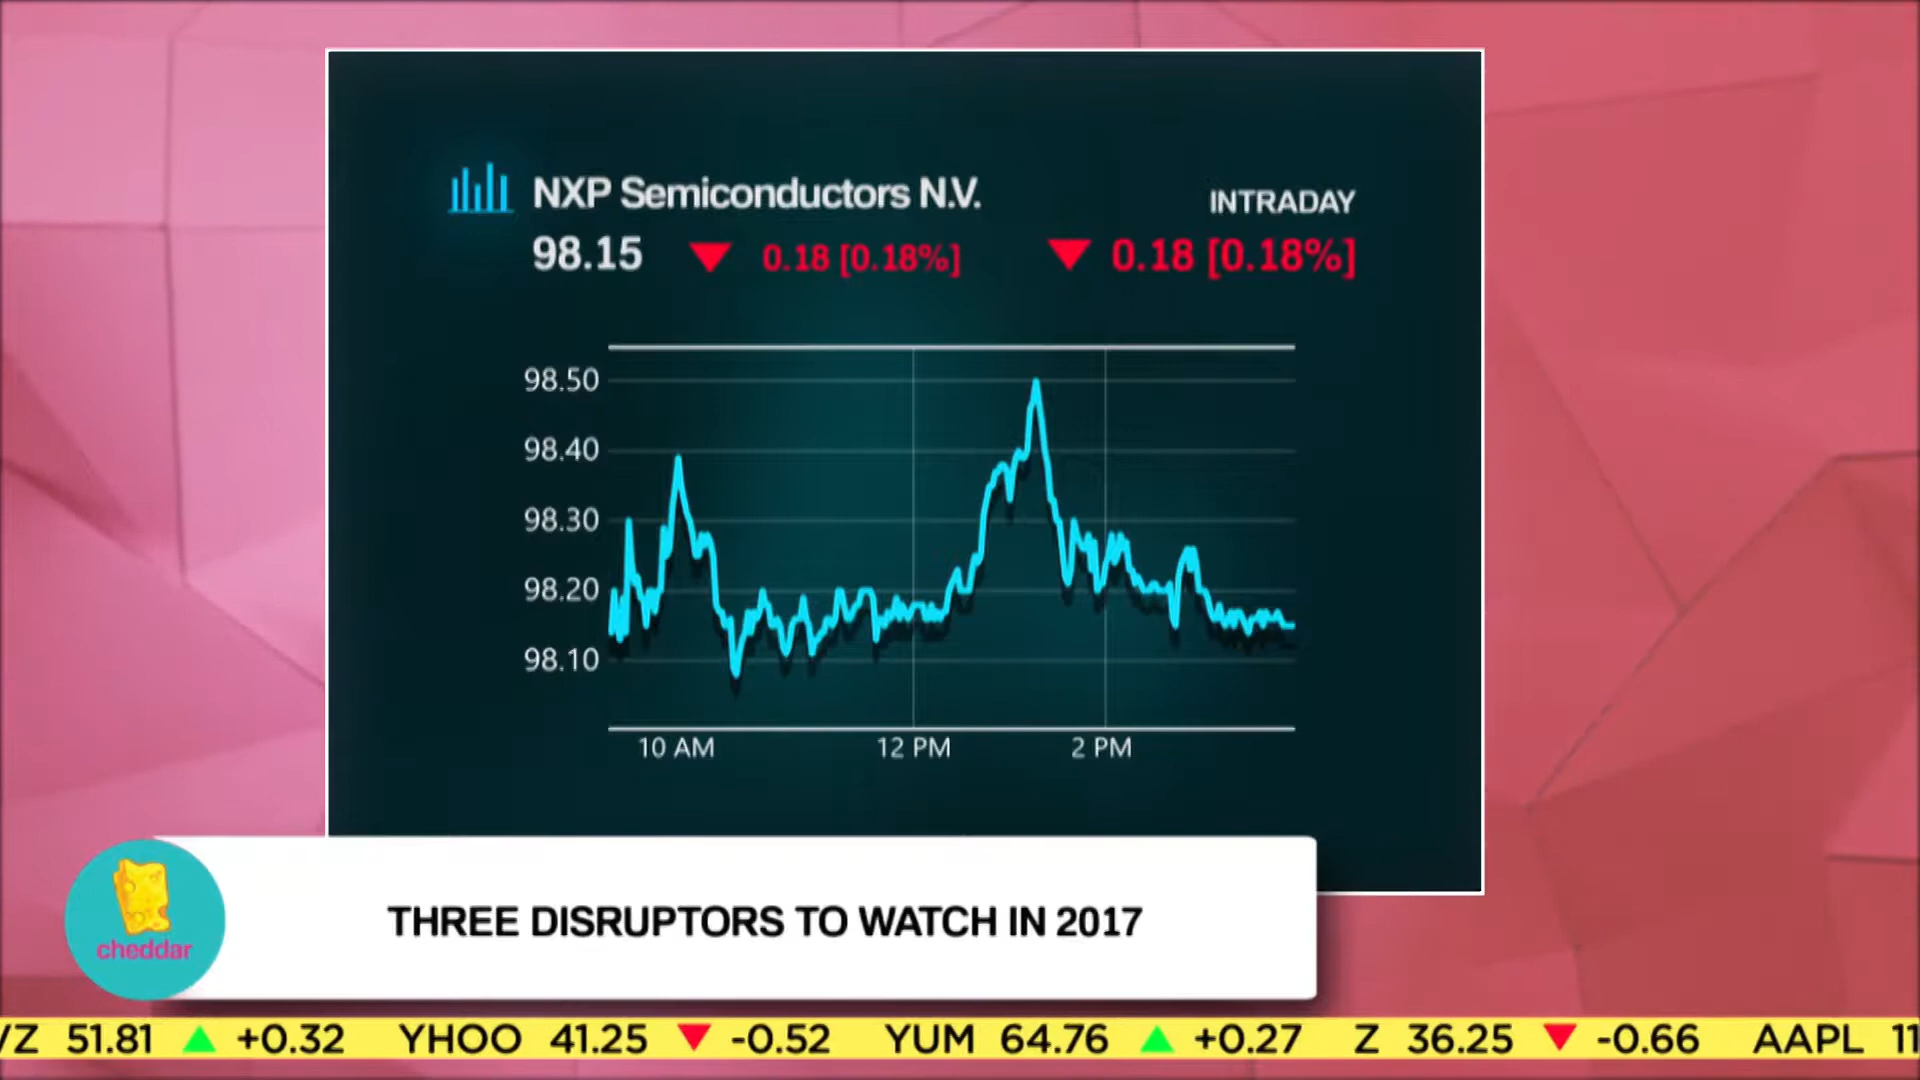 NXP Semiconductors N.V.
INTRADAY
98.15 ▼ 0.18 [0.18%] ▼ 0.18 [0.18%]
98.50
98.40
98.30
98.20
98.10
10 AM 12 PM 2 PM
THREE DISRUPTORS TO WATCH IN 2017
cheddar
VZ 51.81 ▲ +0.32 YHOO 41.25 ▼ -0.52 YUM 64.76 ▲ +0.27 Z 36.25 ▼ -0.66 AAPL 11